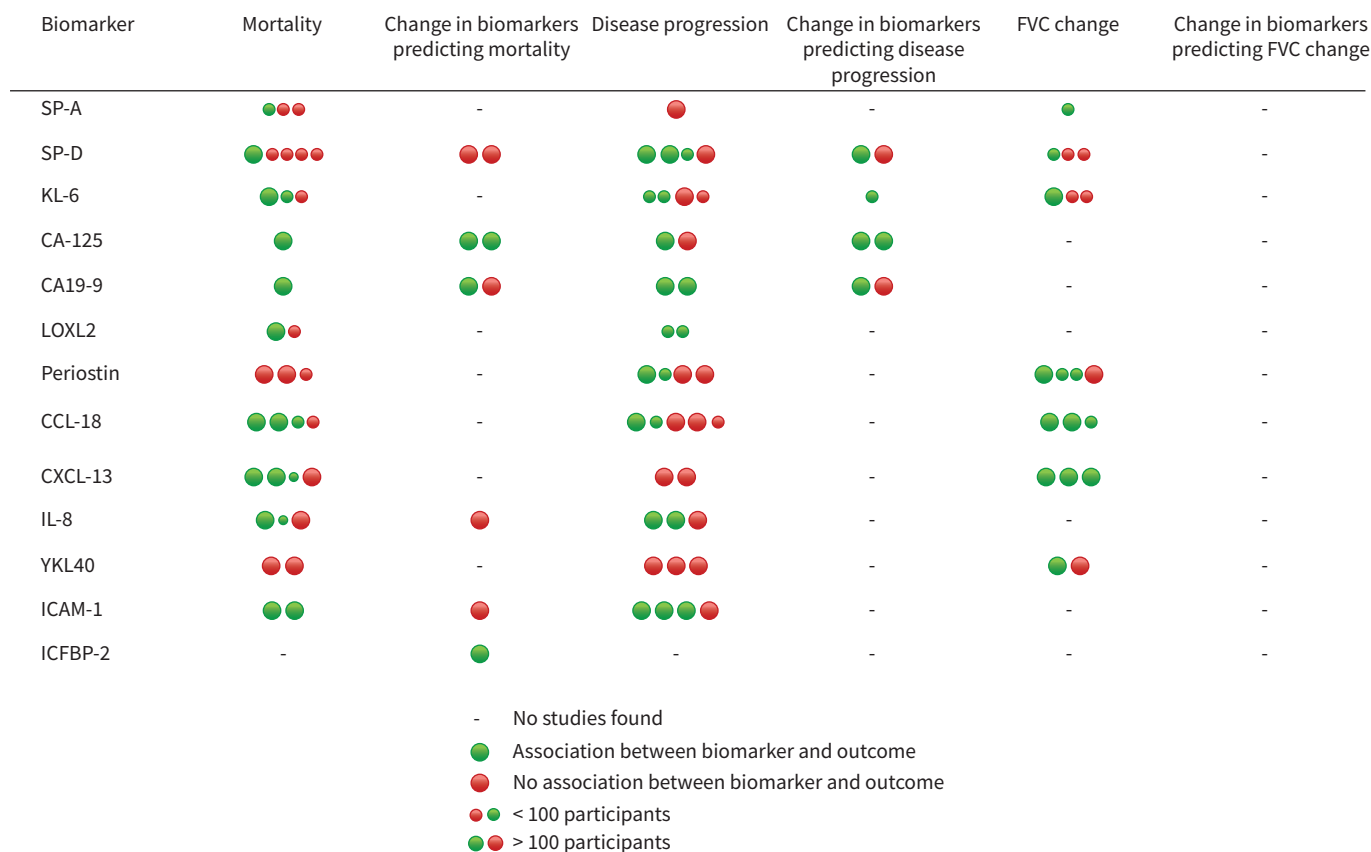 Biomarker Mortality Change in biomarkers Disease progression Change in biomarkers FVC change Change in biomarkers
predicting mortality predicting disease predicting FVC change
progression
SP-A - - -
SP-D -
KL-6 - -
CA-125 - -
CA19-9 - -
LOXL2 - - - -
Periostin - - -
CCL-18 - - -
CXCL-13 - - -
IL-8 - - -
YKL40 - - -
ICAM-1 - - -
ICFBP-2 - - - - -
- No studies found
Association between biomarker and outcome
No association between biomarker and outcome
< 100 participants
> 100 participants